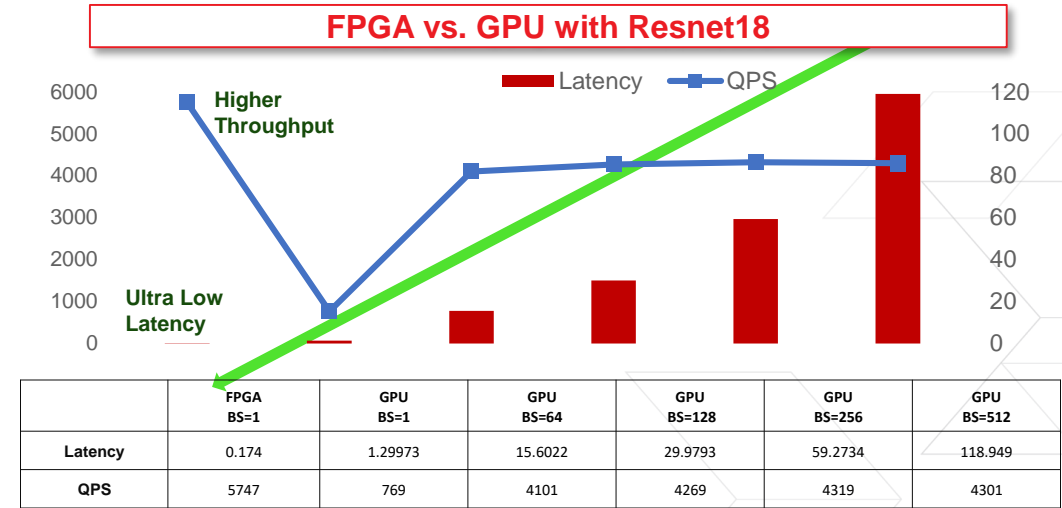 FPGA vs. GPU with Resnet18
Latency QPS
6000 120
5000 100
4000 80
3000 60
2000 40
1000 20
0 0
Higher
Throughput
Ultra Low
Latency
FPGA GPU GPU GPU GPU GPU
BS=1 BS=1 BS=64 BS=128 BS=256 BS=512
Latency 0.174 1.29973 15.6022 29.9793 59.2734 118.949
QPS 5747 769 4101 4269 4319 4301